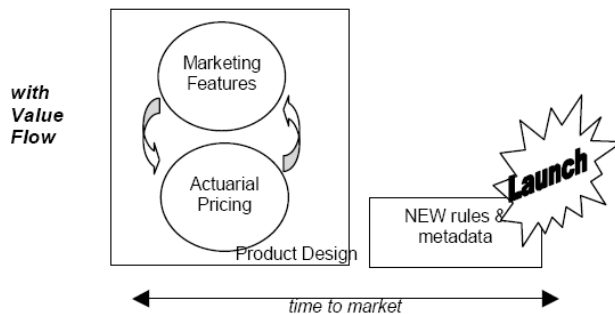 with
Value
Flow
Marketing
Features
Actuarial
Pricing
Product Design
NEW rules &
metadata
Launch
time to market